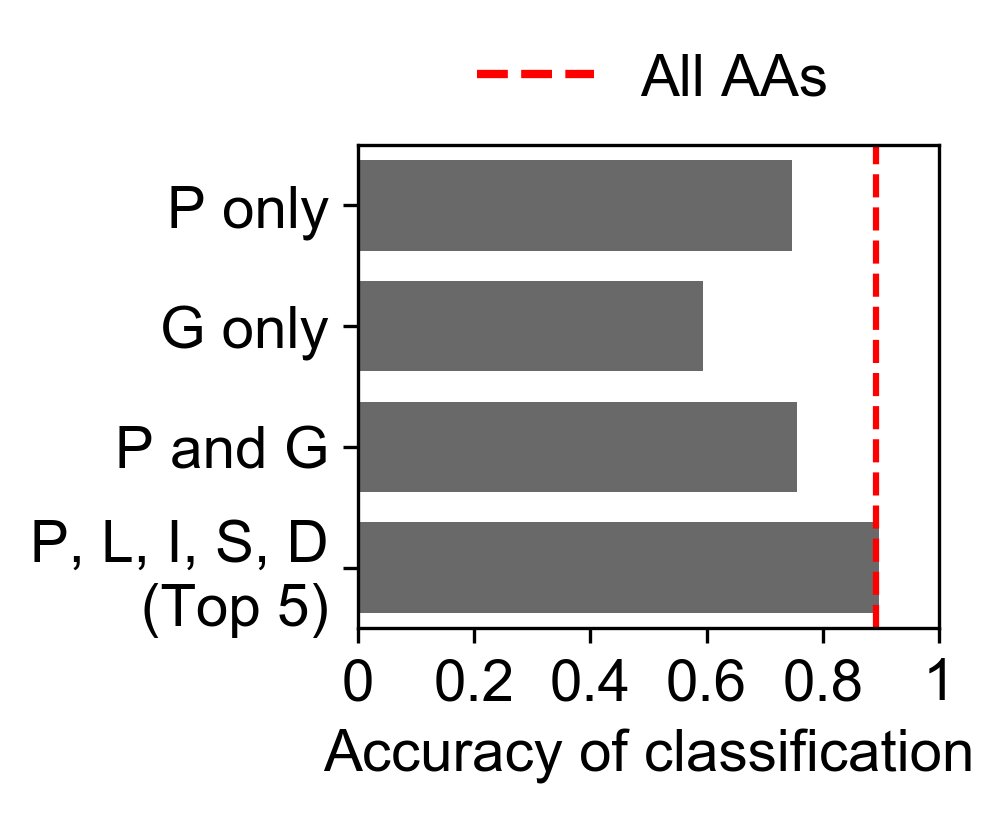 All AAs
P only
G only
P and G
P, L, I, S, D
(Top 5)
0 0.2 0.4 0.6 0.8 1
Accuracy of classification